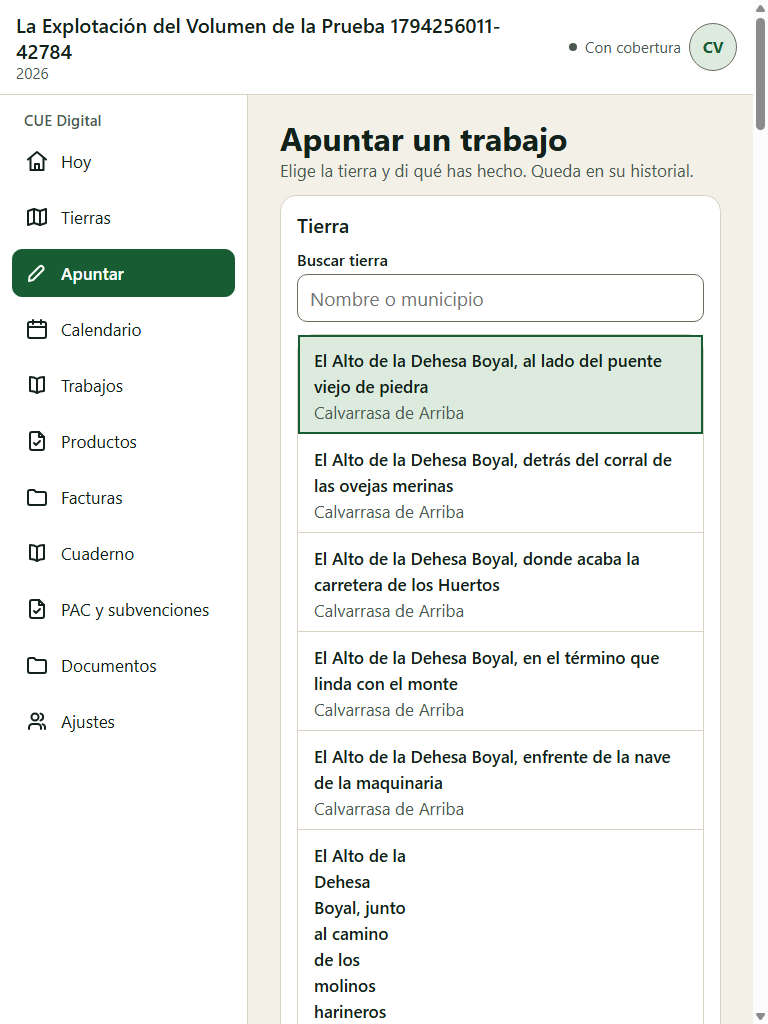 La Explotación del Volumen de la Prueba 1794256011-
42784
2026
Con cobertura
CV
CUE Digital
Hoy
Tierras
Apuntar
Calendario
Trabajos
Productos
Facturas
Cuaderno
PAC y subvenciones
Documentos
Ajustes
Apuntar un trabajo
Elige la tierra y di qué has hecho. Queda en su historial.
Tierra
Buscar tierra
Nombre o municipio
El Alto de la Dehesa Boyal, al lado del puente
viejo de piedra
Calvarrasa de Arriba
El Alto de la Dehesa Boyal, detrás del corral de
las ovejas merinas
Calvarrasa de Arriba
El Alto de la Dehesa Boyal, donde acaba la
carretera de los Huertos
Calvarrasa de Arriba
El Alto de la Dehesa Boyal, en el término que
linda con el monte
Calvarrasa de Arriba
El Alto de la Dehesa Boyal, enfrente de la nave
de la maquinaria
Calvarrasa de Arriba
El Alto de la
Dehesa
Boyal, junto
al camino
de los
molinos
harineros